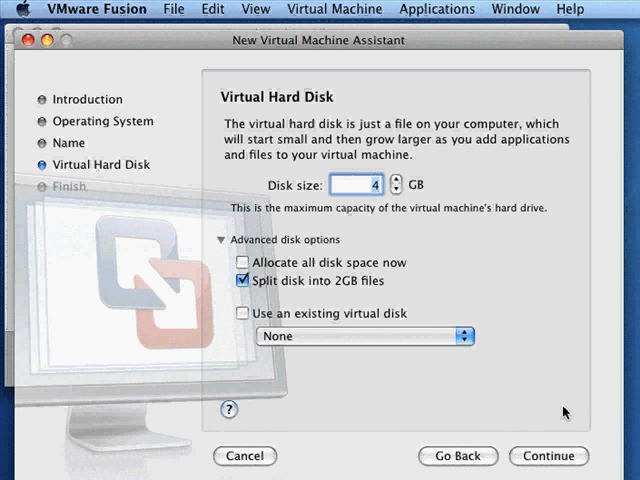 VMware Fusion File Edit View Virtual Machine Applications Window Help
New Virtual Machine Assistant
Introduction
Operating System
Name
Virtual Hard Disk
Finish
Virtual Hard Disk
The virtual hard disk is just a file on your computer, which
will start small and then grow larger as you add applications
and files to your virtual machine.
Disk size: 4 GB
This is the maximum capacity of the virtual machine's hard drive.
Advanced disk options
Allocate all disk space now
Split disk into 2GB files
Use an existing virtual disk
None
?
Cancel Go Back Continue